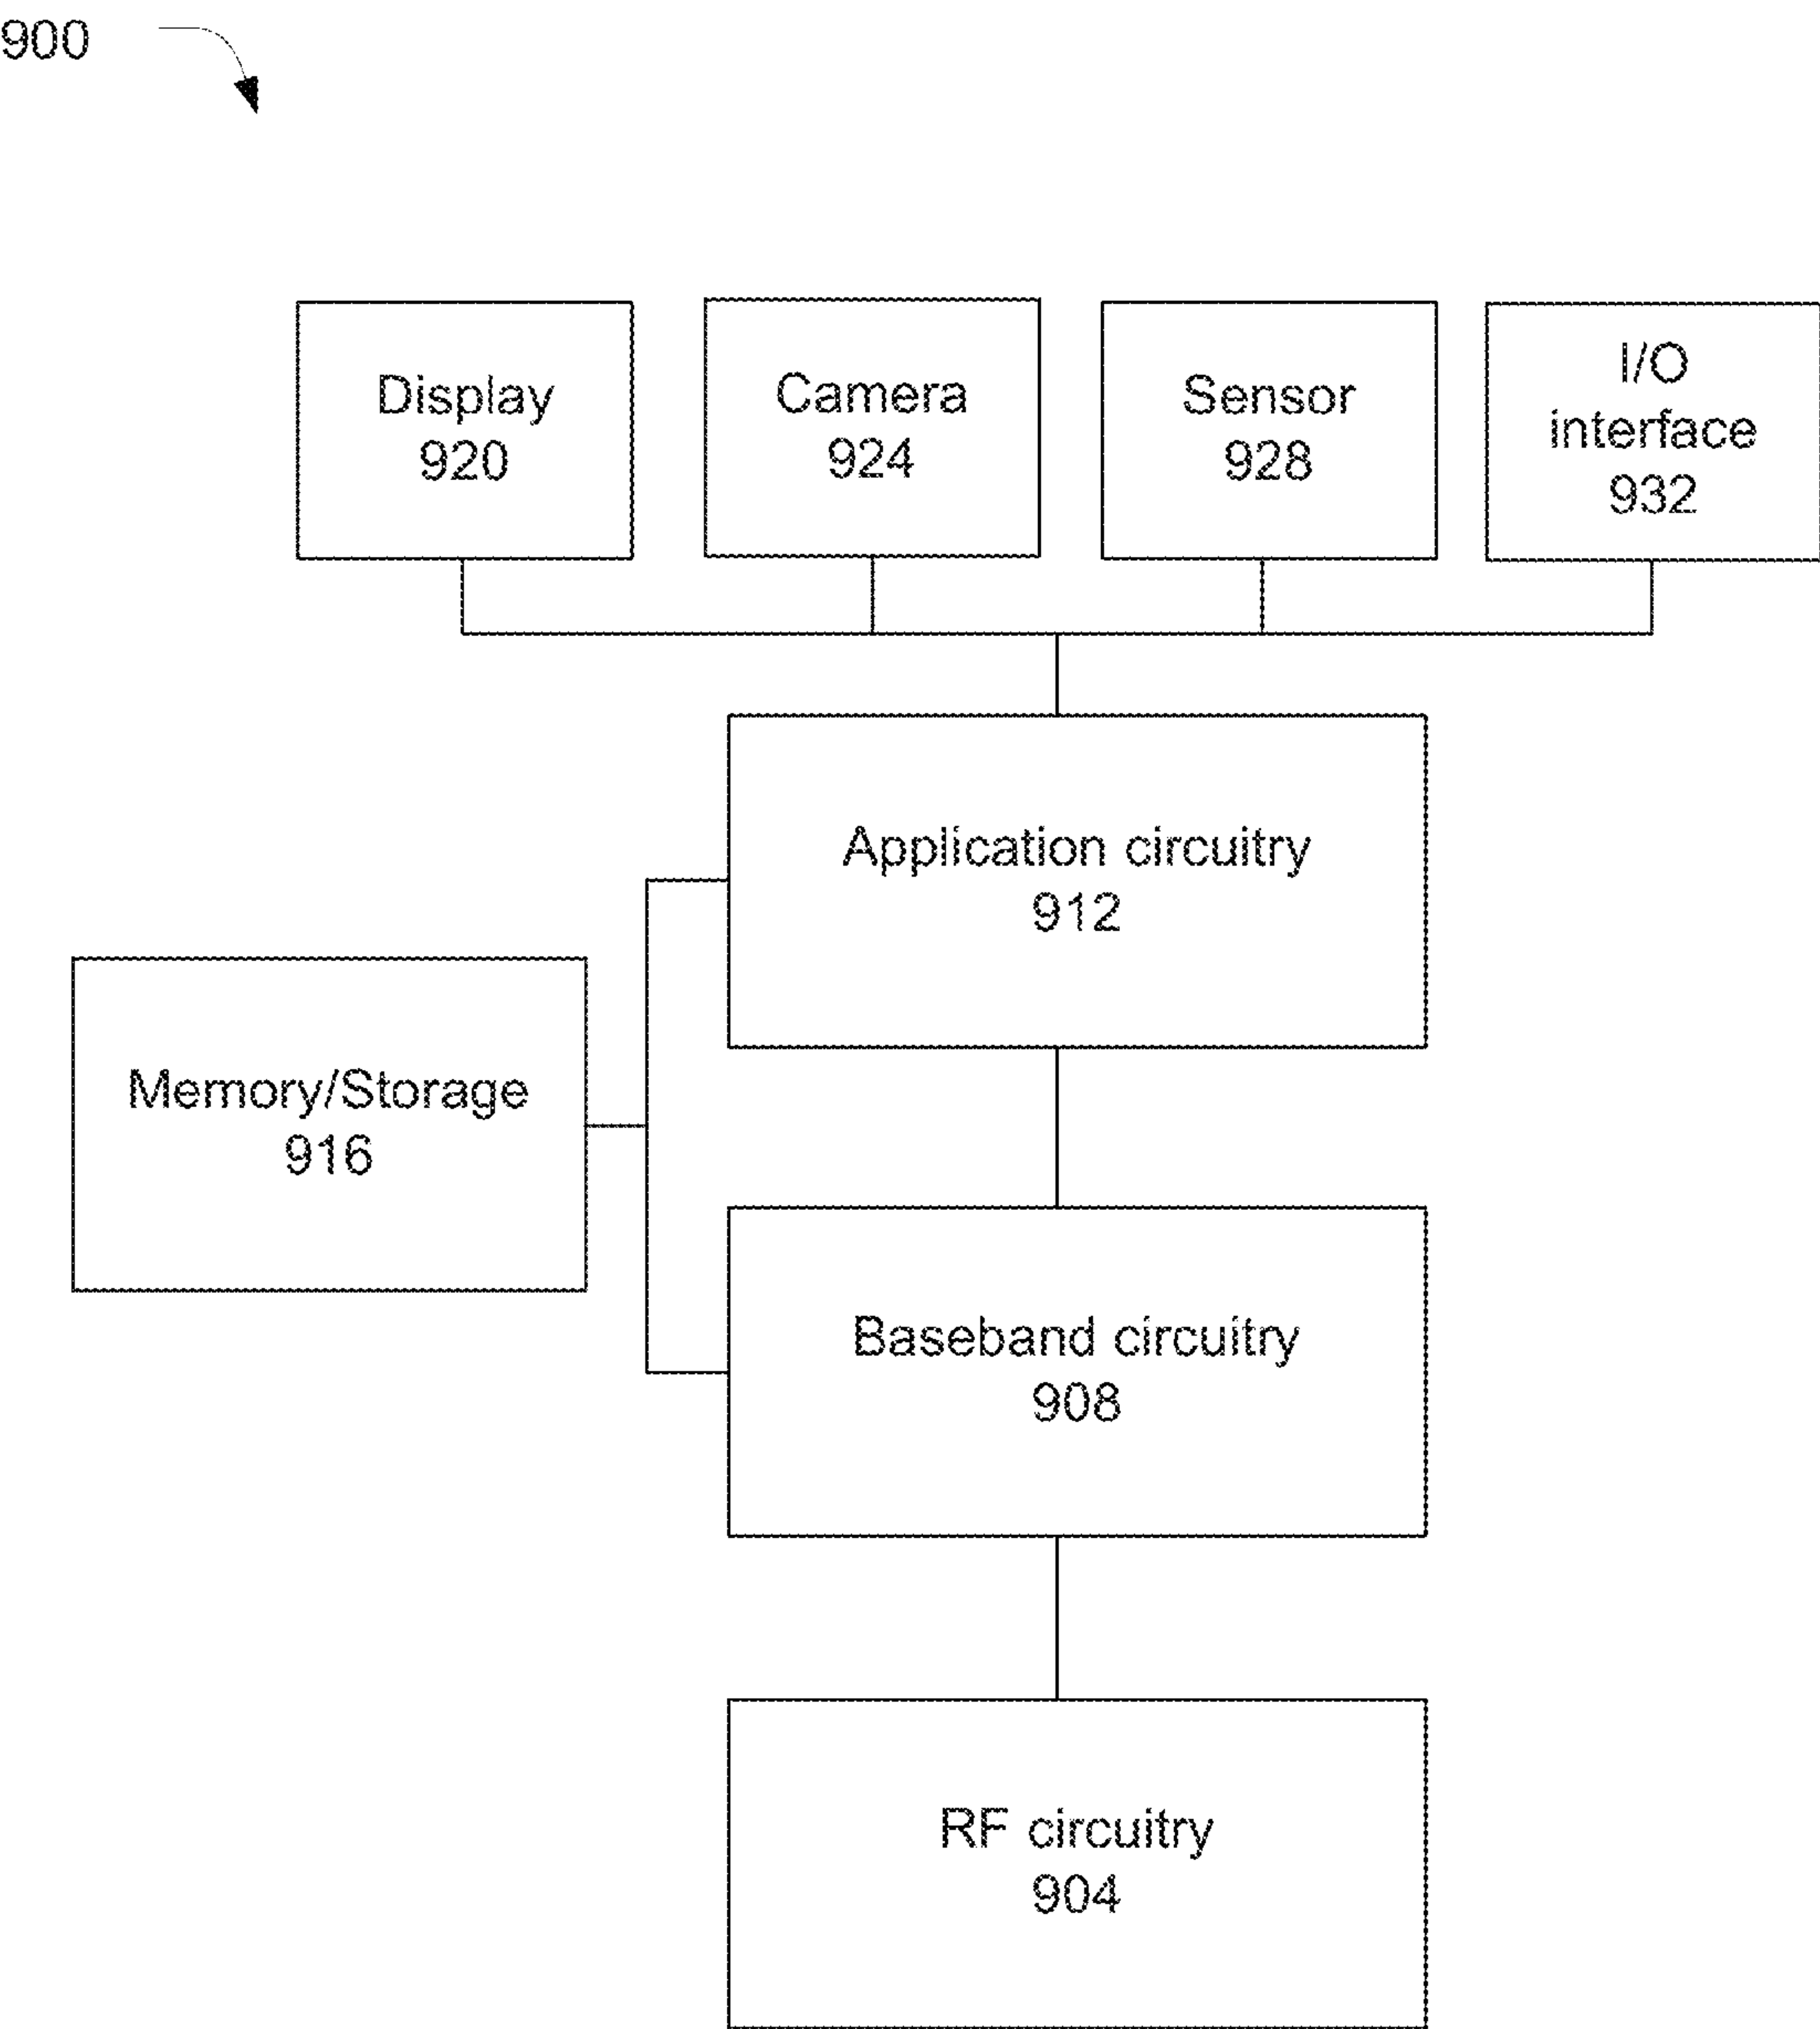 900
Display
920
Camera
924
Sensor
928
I/O
interface
932
Application circuitry
912
Memory/Storage
916
Baseband circuitry
908
RF circuitry
904